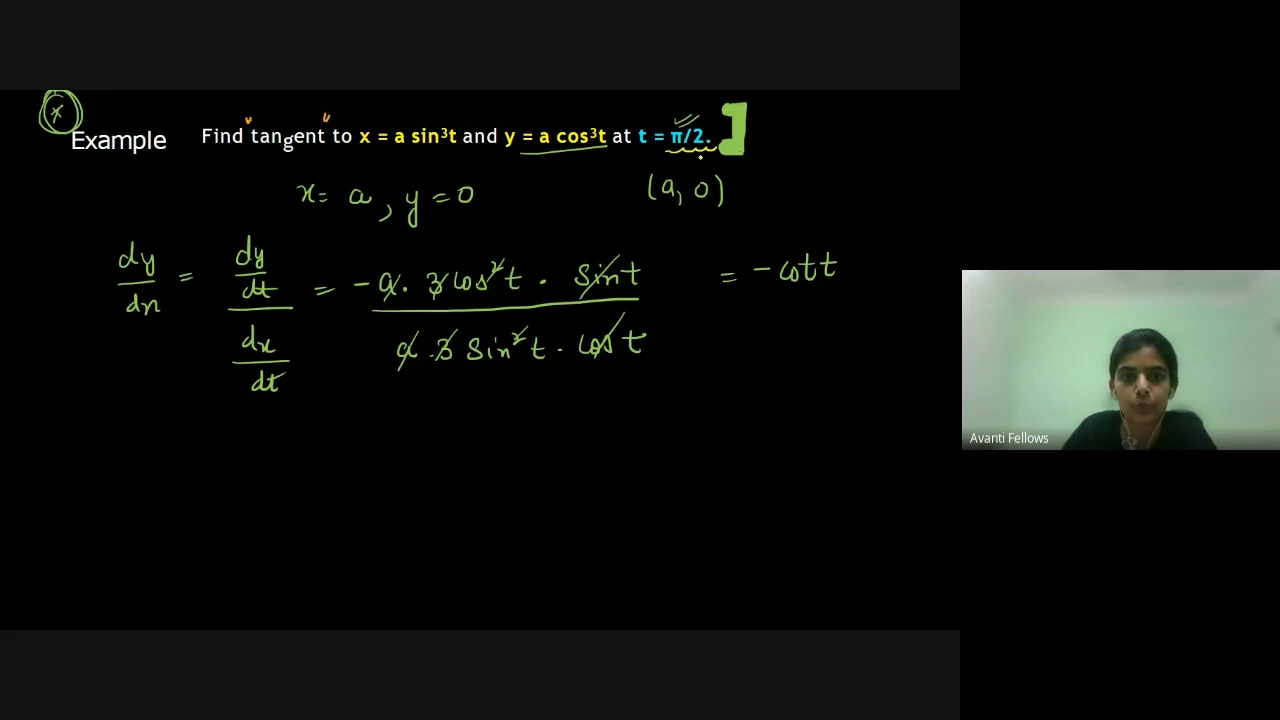 Example Find tangent to x = a sin³t and y = a cos³t at t = π/2.
x = a, y = 0 (a, 0)
dy/dx = (dy/dt)/(dx/dt) = (-a. 3 cos²t . sin t)/(a . 3 sin²t . cos t) = - cot t
Avanti Fellows